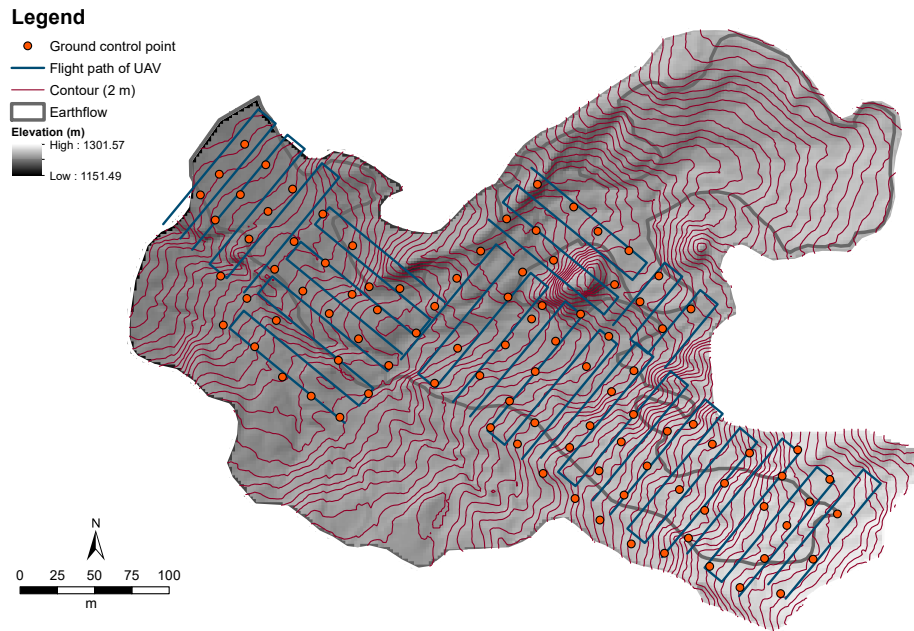 Legend
Ground control point
Flight path of UAV
Contour (2 m)
Earthflow
Elevation (m)
High : 1301.57
Low : 1151.49
N
0 25 50 75 100
m